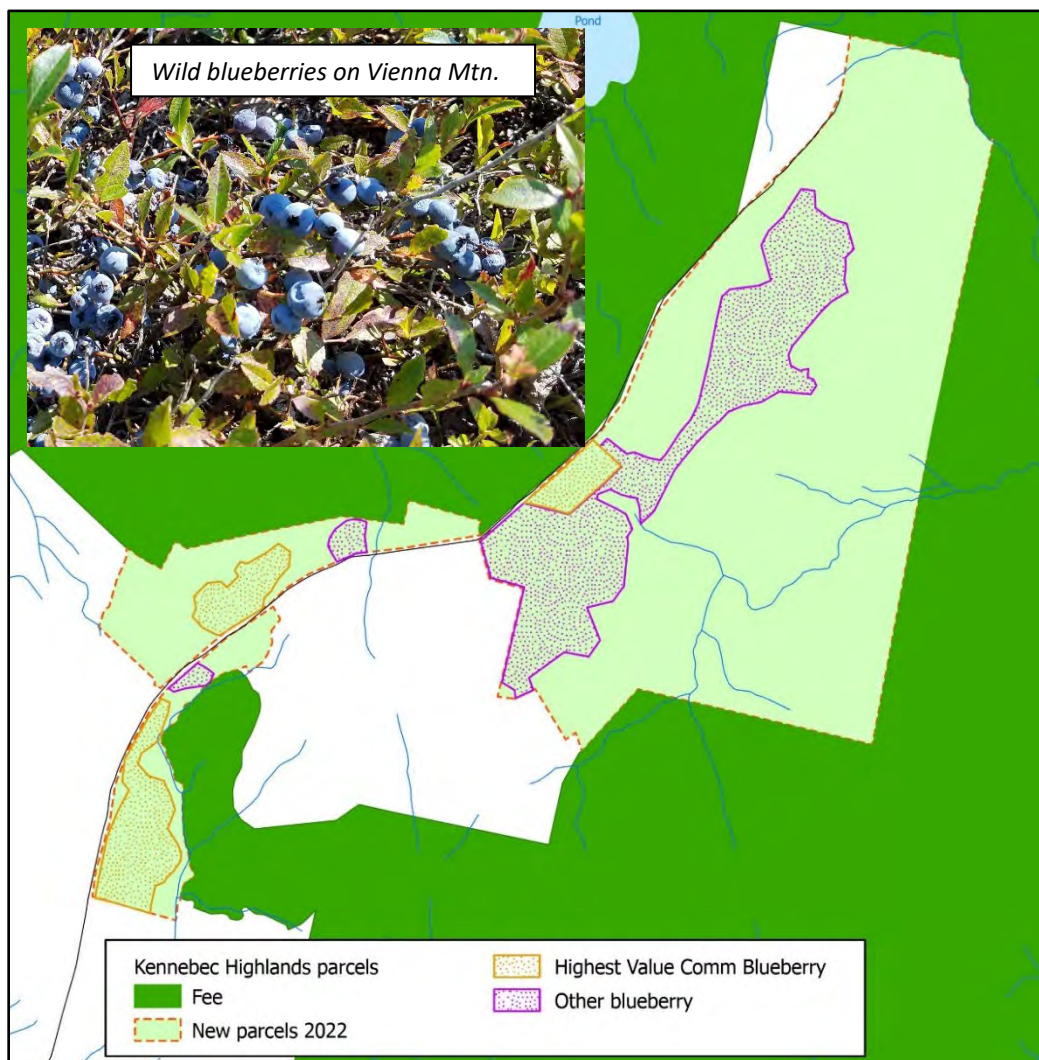 Pond
Wild blueberries on Vienna Mtn.
Kennebec Highlands parcels
Fee
New parcels 2022
Highest Value Comm Blueberry
Other blueberry